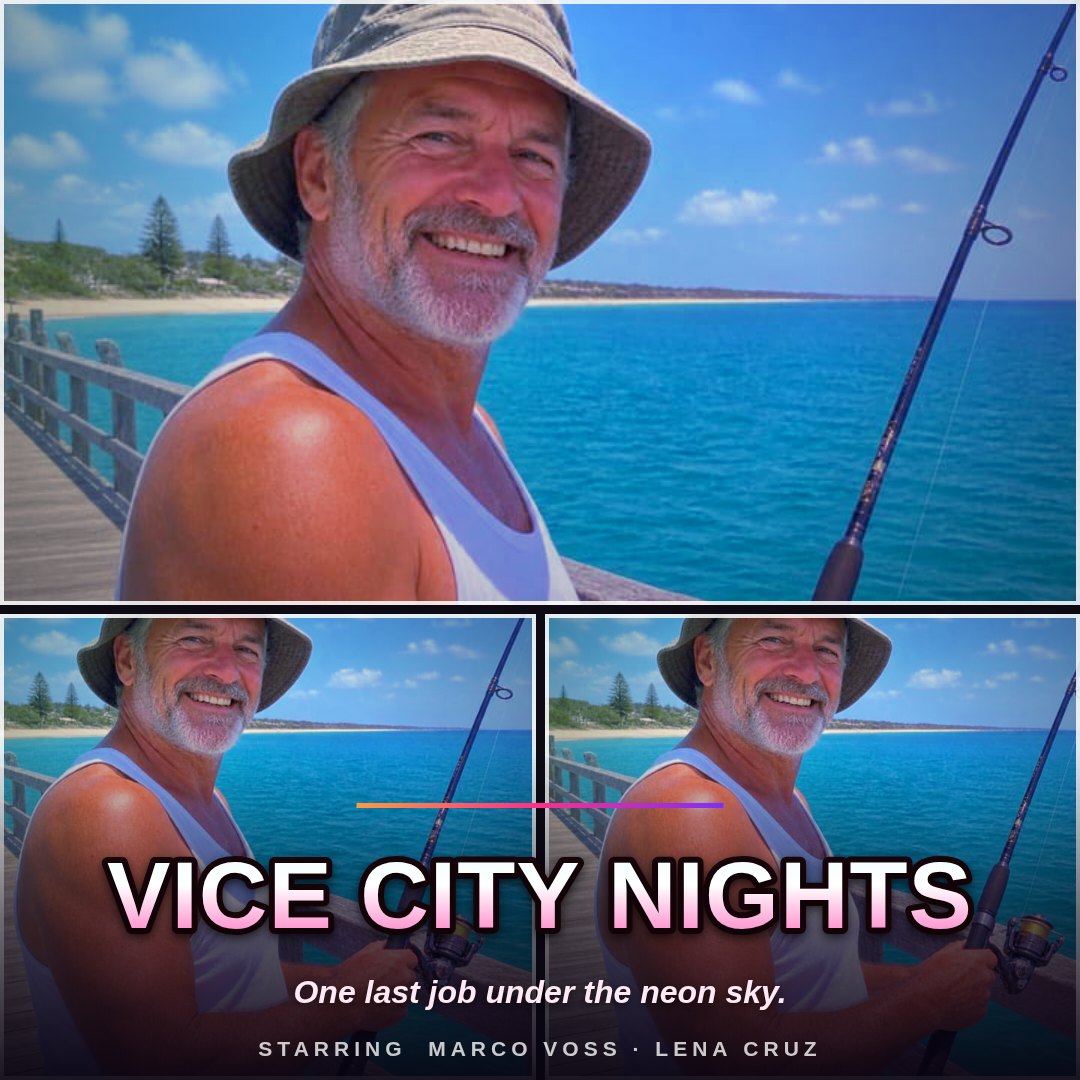 VICE CITY NIGHTS
One last job under the neon sky.
STARRING MARCO VOSS · LENA CRUZ